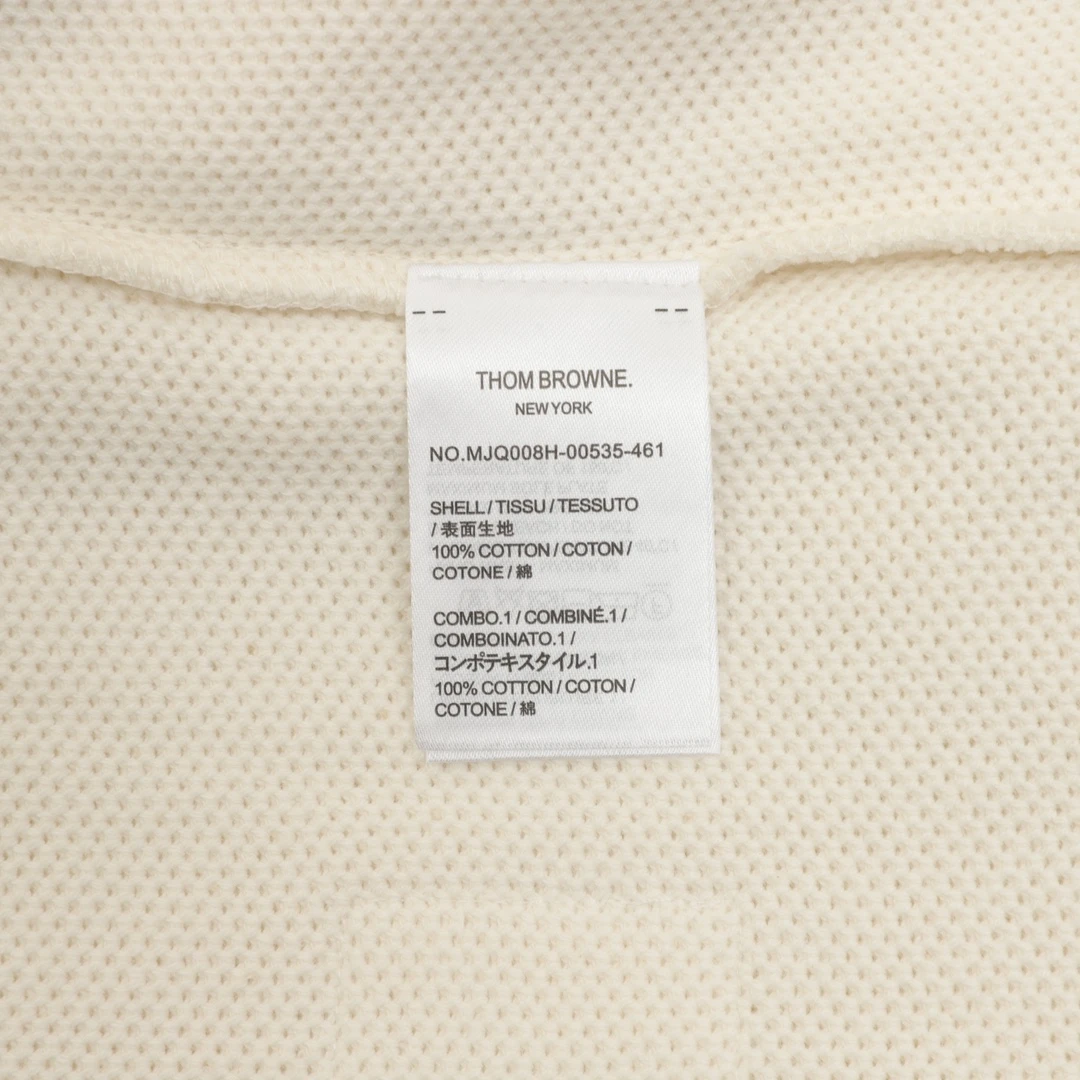 THOM BROWNE.
NEW YORK
NO.MJQ008H-00535-461
SHELL / TISSU / TESSUTO
/ 表面生地
100% COTTON / COTON /
COTONE / 綿
COMBO.1 / COMBINÉ.1 /
COMBOINATO.1 /
コンポテキスタイル.1
100% COTTON / COTON /
COTONE / 綿